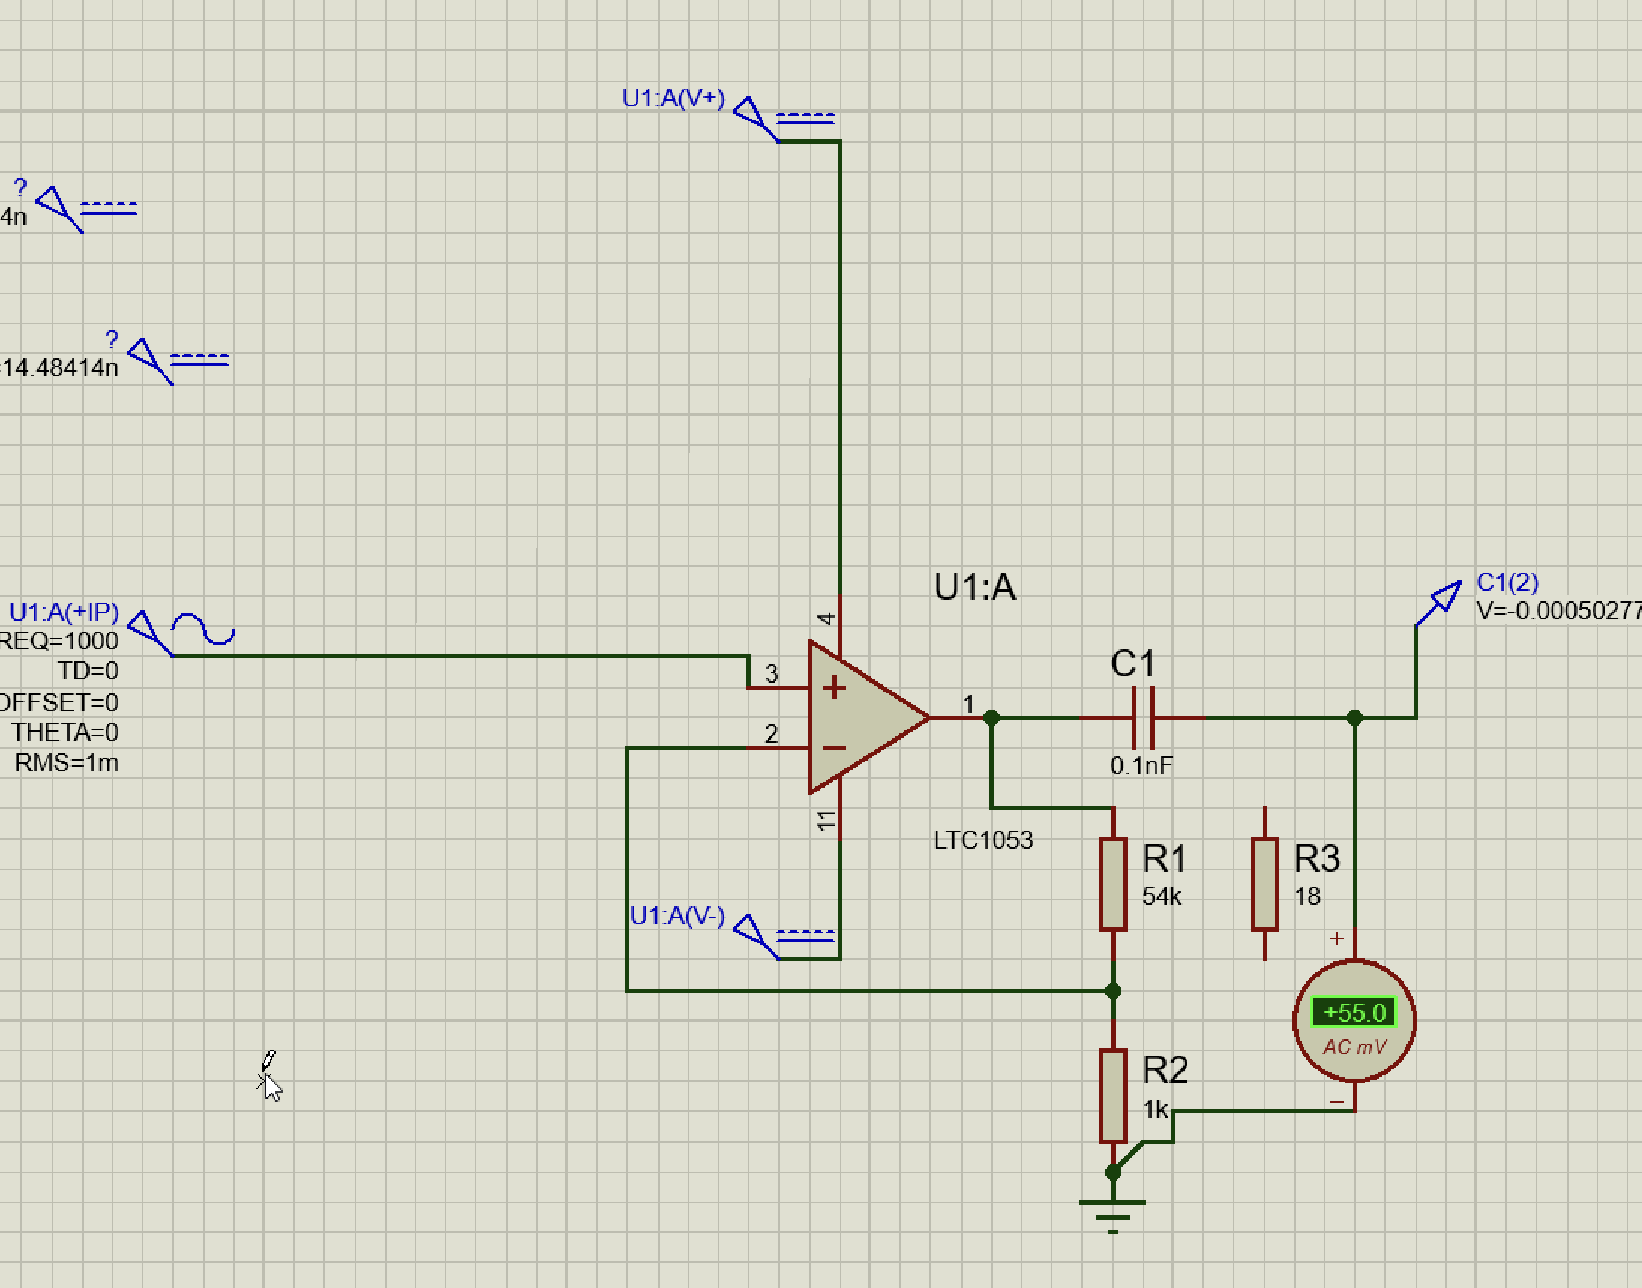 U1:A(V+)
?
4n
?
=14.48414n
U1:A
U1:A(+IP)
REQ=1000
TD=0
OFFSET=0
THETA=0
RMS=1m
4
3
2
1
11
C1
0.1nF
C1(2)
V=-0.00050277
LTC1053
R1
54k
R3
18
U1:A(V-)
+
+55.0
AC mV
−
R2
1k